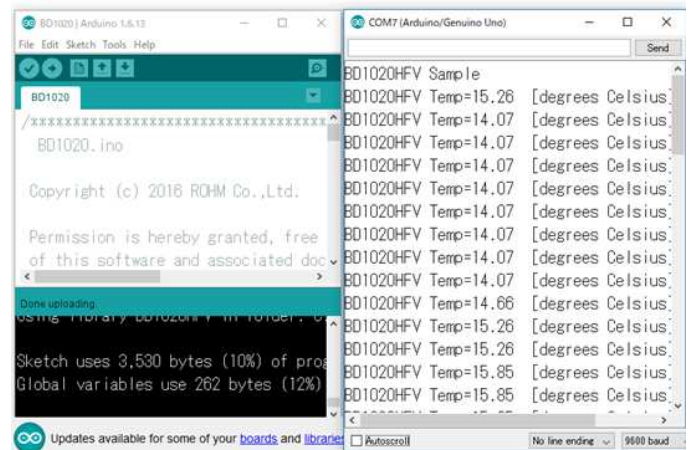 BD1020 | Arduino 1.6.13
File Edit Sketch Tools Help
BD1020
/***********************************
BD1020.ino
Copyright (c) 2016 ROHM Co.,Ltd.
Permission is hereby granted, free
of this software and associated doc
Done uploading.
Using library BD1020HFV in folder:
Sketch uses 3,530 bytes (10%) of prog
Global variables use 262 bytes (12%)
Updates available for some of your boards and libraries
COM7 (Arduino/Genuino Uno)
Send
BD1020HFV Sample
BD1020HFV Temp=15.26 [degrees Celsius]
BD1020HFV Temp=14.07 [degrees Celsius]
BD1020HFV Temp=14.07 [degrees Celsius]
BD1020HFV Temp=14.07 [degrees Celsius]
BD1020HFV Temp=14.07 [degrees Celsius]
BD1020HFV Temp=14.07 [degrees Celsius]
BD1020HFV Temp=14.07 [degrees Celsius]
BD1020HFV Temp=14.07 [degrees Celsius]
BD1020HFV Temp=14.07 [degrees Celsius]
BD1020HFV Temp=14.66 [degrees Celsius]
BD1020HFV Temp=15.26 [degrees Celsius]
BD1020HFV Temp=15.26 [degrees Celsius]
BD1020HFV Temp=15.85 [degrees Celsius]
BD1020HFV Temp=15.85 [degrees Celsius]
Autoscroll
No line ending
9600 baud